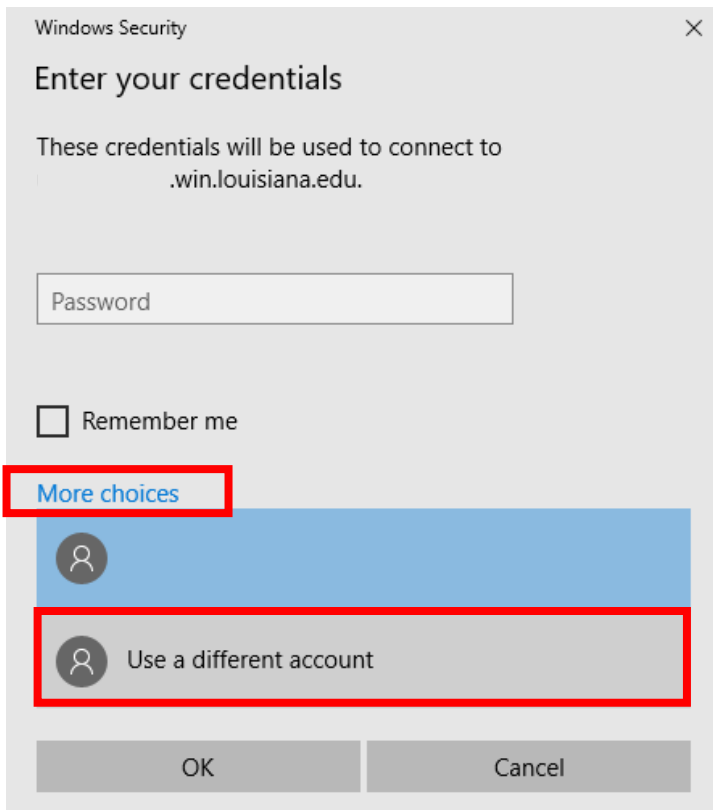 Windows Security
Enter your credentials
These credentials will be used to connect to
.win.louisiana.edu.
Password
Remember me
More choices
Use a different account
OK
Cancel